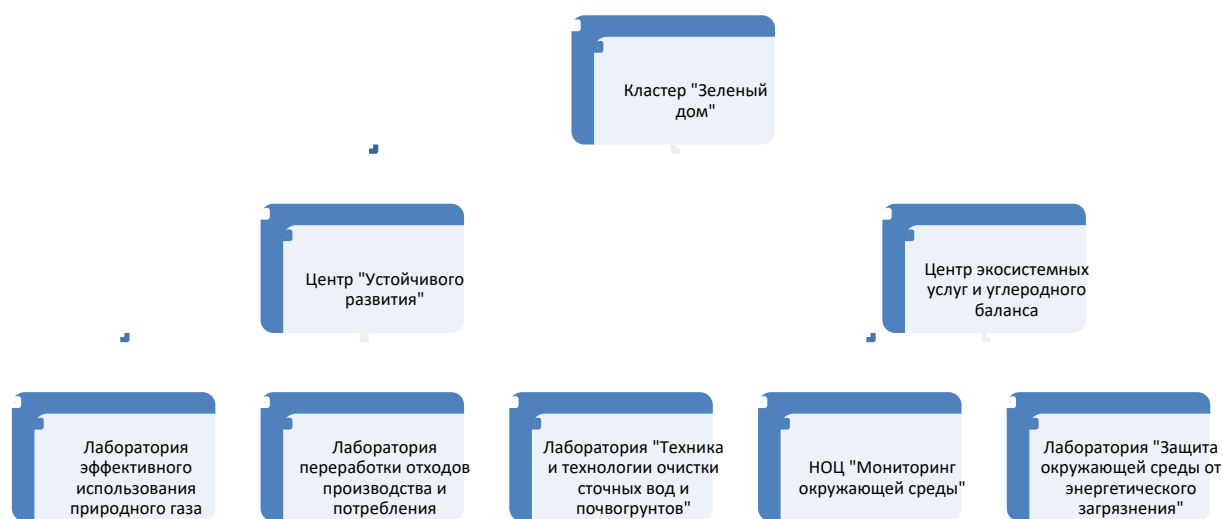 Кластер "Зеленый
дом"
Центр "Устойчивого
развития"
Центр экосистемных
услуг и углеродного
баланса
Лаборатория
эффективного
использования
природного газа
Лаборатория
переработки отходов
производства и
потребления
Лаборатория "Техника
и технологии очистки
сточных вод и
почвогрунтов"
НОЦ "Мониторинг
окружающей среды"
Лаборатория "Защита
окружающей среды от
энергетического
загрязнения"